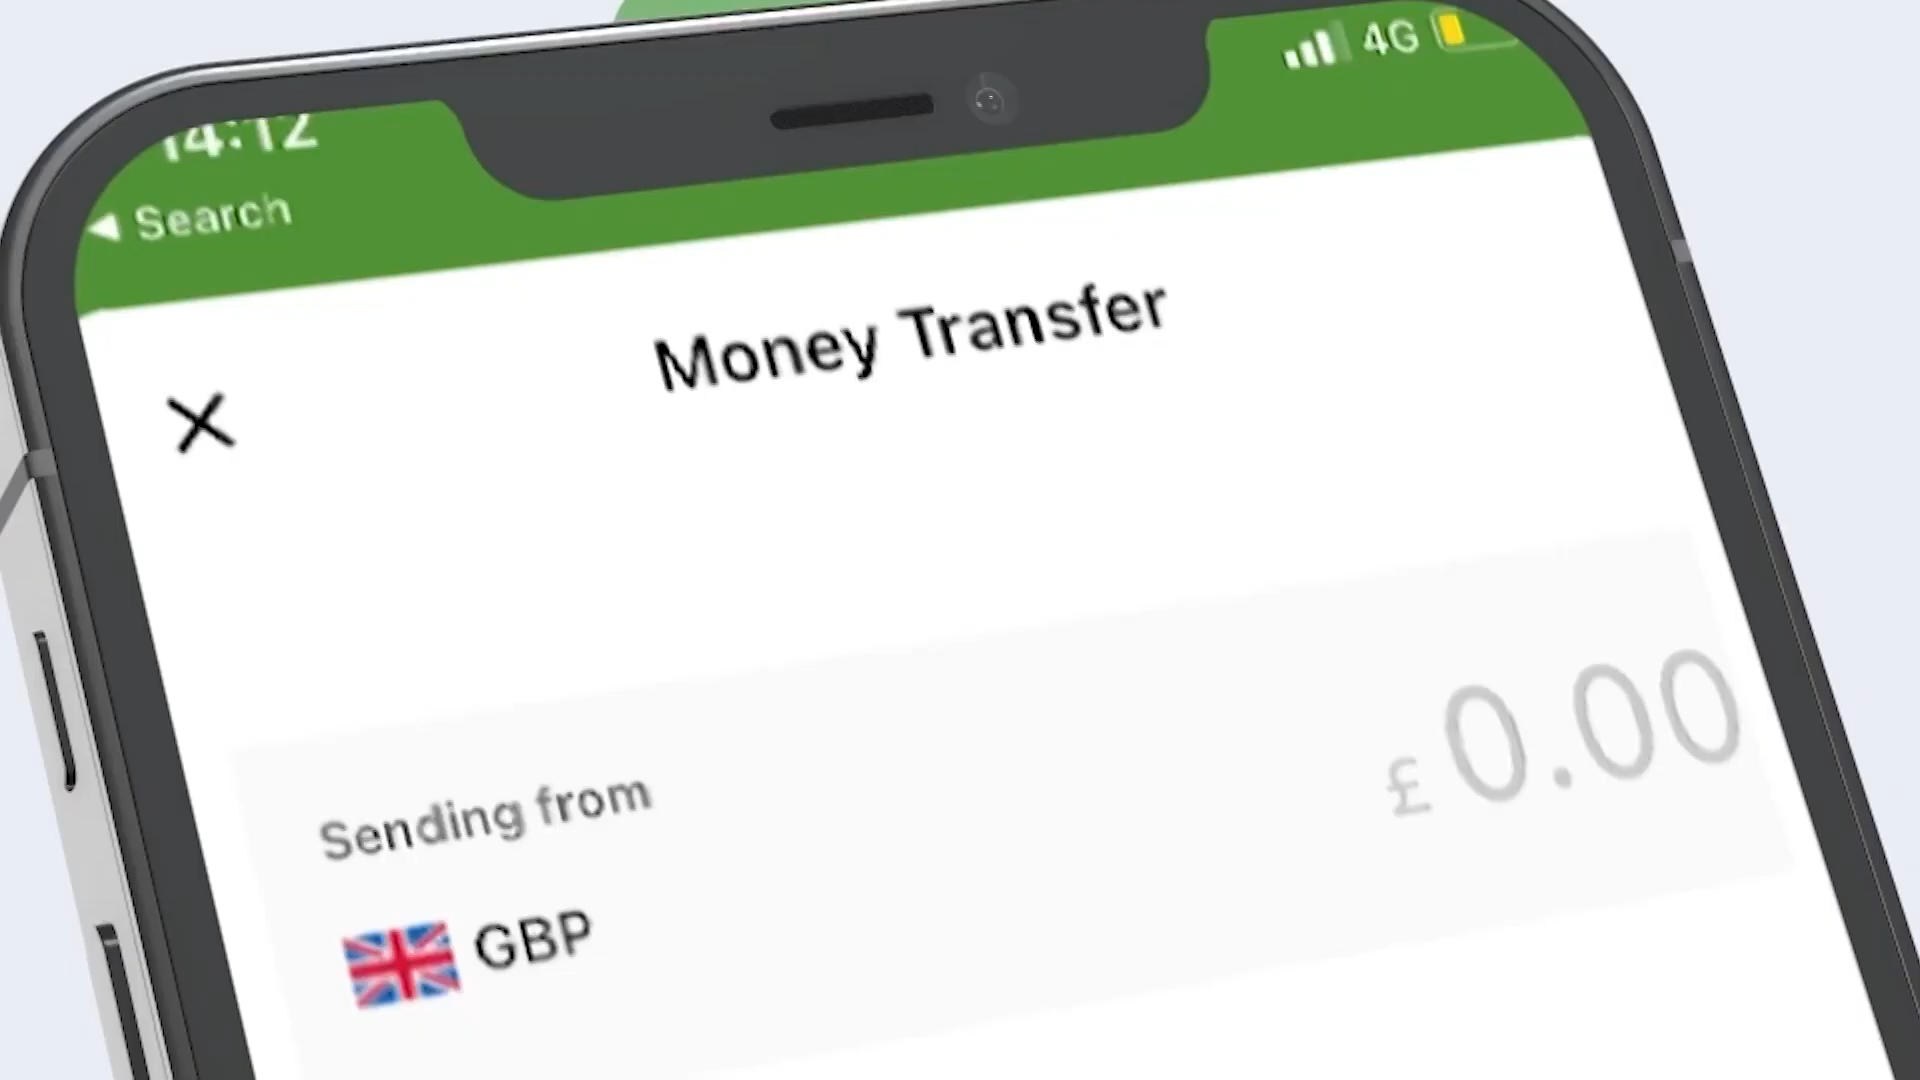 14:12
4G
Search
Money Transfer
Sending from
£0.00
GBP